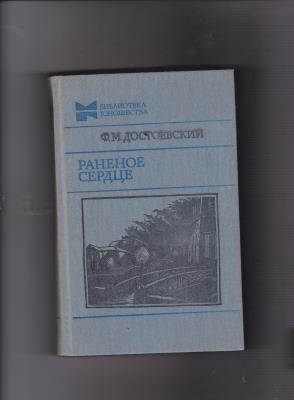 БИБЛИОТЕКА
ЮНОШЕСТВА
Ф.М.ДОСТОЕВСКИЙ
РАНЕНОЕ
СЕРДЦЕ